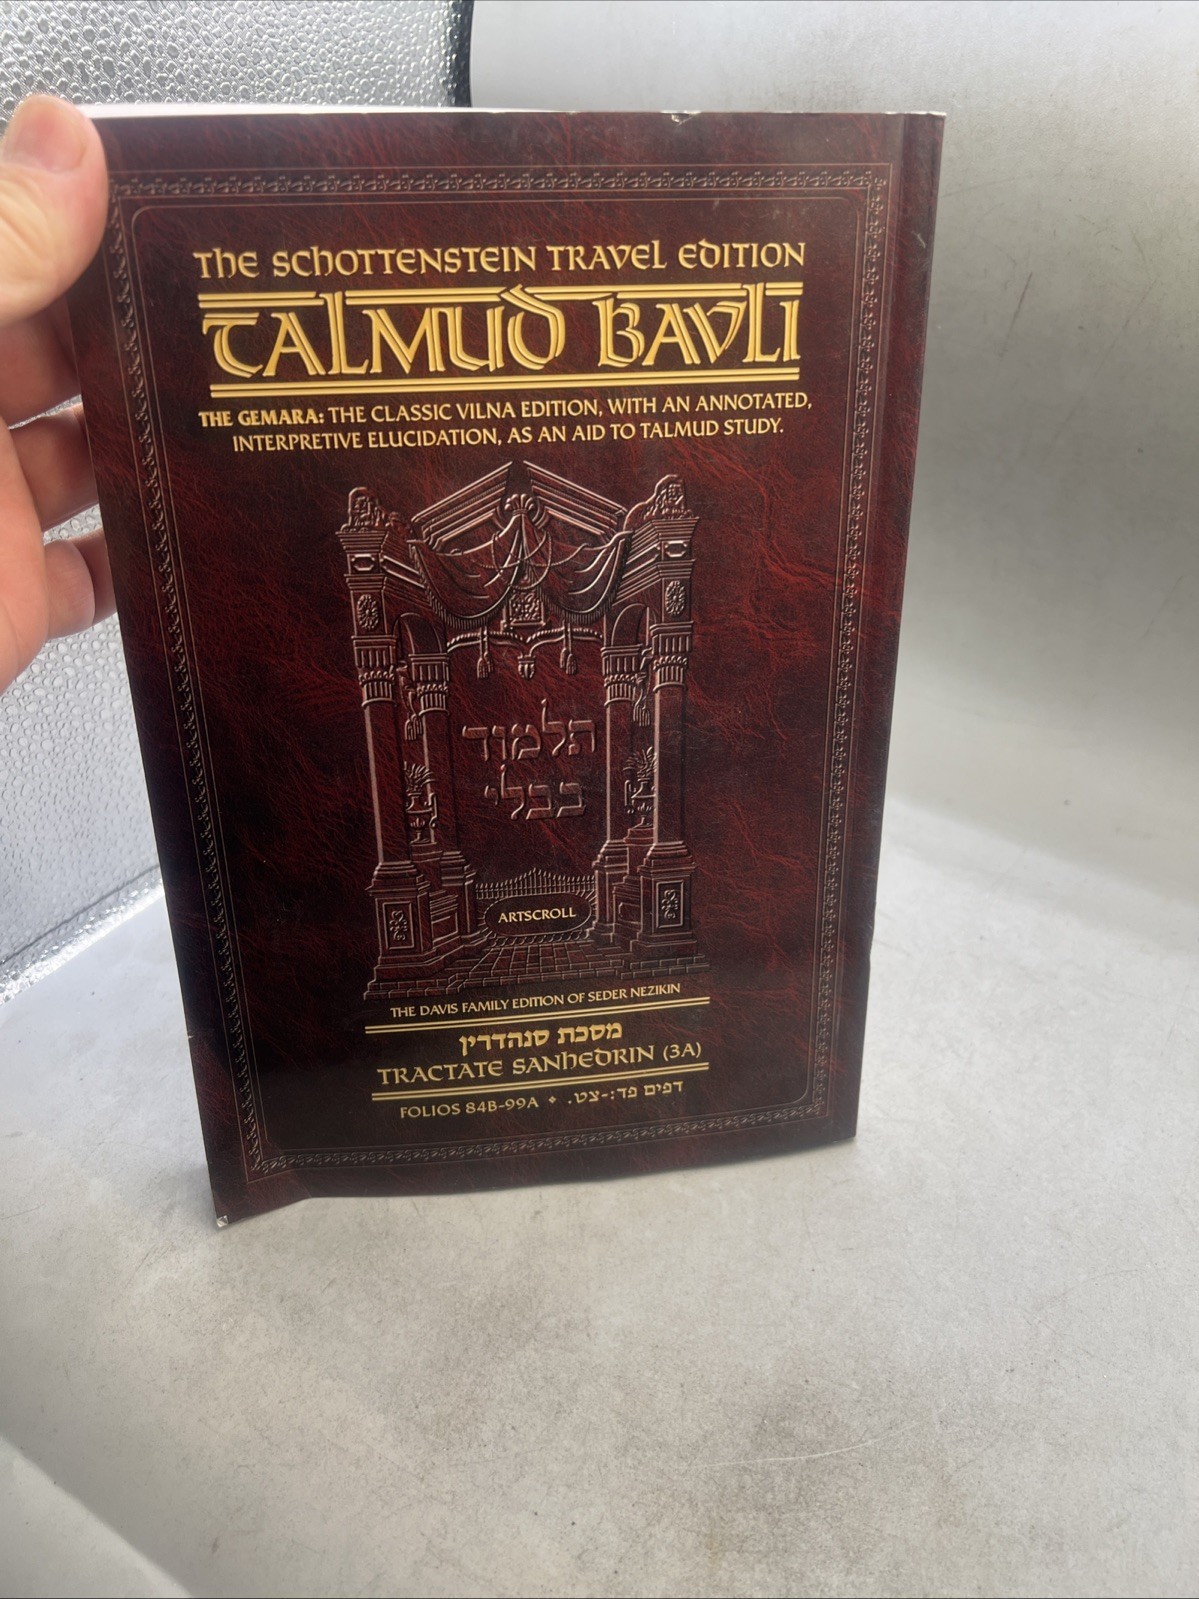 THE SCHOTTENSTEIN TRAVEL EDITION
TALMUD BAVLI
THE GEMARA: THE CLASSIC VILNA EDITION, WITH AN ANNOTATED,
INTERPRETIVE ELUCIDATION, AS AN AID TO TALMUD STUDY.
תלמוד
בבלי
ARTSCROLL
THE DAVIS FAMILY EDITION OF SEDER NEZIKIN
מסכת סנהדרין
TRACTATE SANHEDRIN (3A)
FOLIOS 84B-99A ❖ דפים פד:-צט.